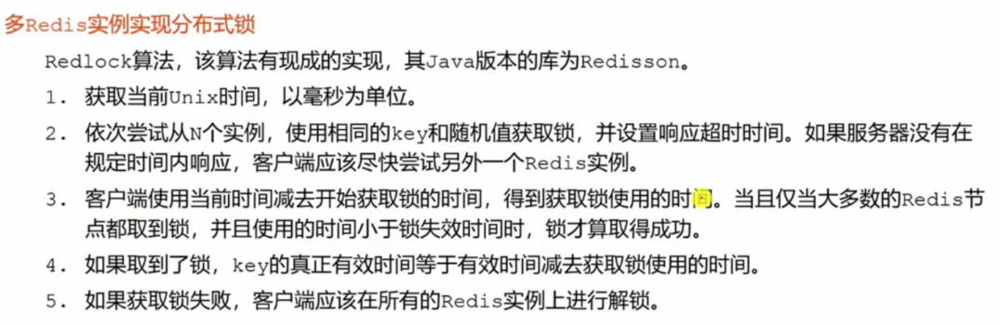 多Redis实例实现分布式锁
Redlock算法，该算法有现成的实现，其Java版本的库为Redisson。
1. 获取当前Unix时间，以毫秒为单位。
2. 依次尝试从N个实例，使用相同的key和随机值获取锁，并设置响应超时时间。如果服务器没有在
规定时间内响应，客户端应该尽快尝试另外一个Redis实例。
3. 客户端使用当前时间减去开始获取锁的时间，得到获取锁使用的时间。当且仅当大多数的Redis节
点都取到锁，并且使用的时间小于锁失效时间时，锁才算取得成功。
4. 如果取到了锁，key的真正有效时间等于有效时间减去获取锁使用的时间。
5. 如果获取锁失败，客户端应该在所有的Redis实例上进行解锁。